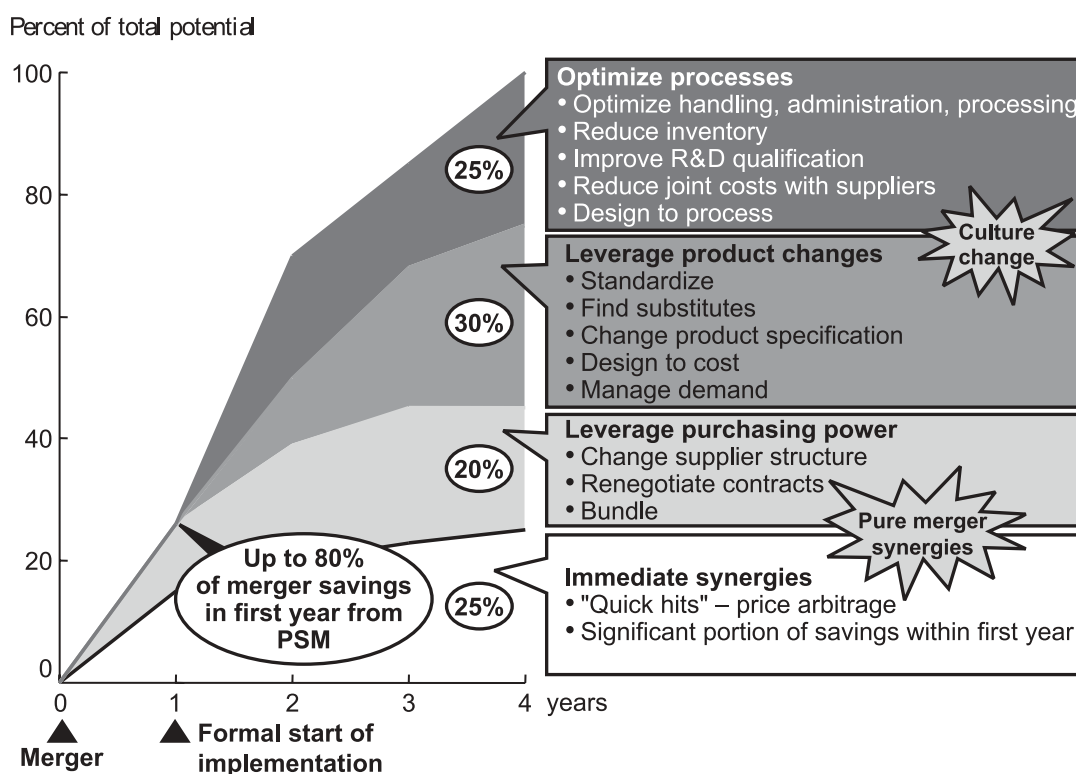 Percent of total potential
100
80
60
40
20
0
0 1 2 3 4 years
Merger
Formal start of
implementation
25%
30%
20%
25%
Up to 80%
of merger savings
in first year from
PSM
Optimize processes
• Optimize handling, administration, processing
• Reduce inventory
• Improve R&D qualification
• Reduce joint costs with suppliers
• Design to process
Culture
change
Leverage product changes
• Standardize
• Find substitutes
• Change product specification
• Design to cost
• Manage demand
Leverage purchasing power
• Change supplier structure
• Renegotiate contracts
• Bundle
Pure merger
synergies
Immediate synergies
• "Quick hits" – price arbitrage
• Significant portion of savings within first year